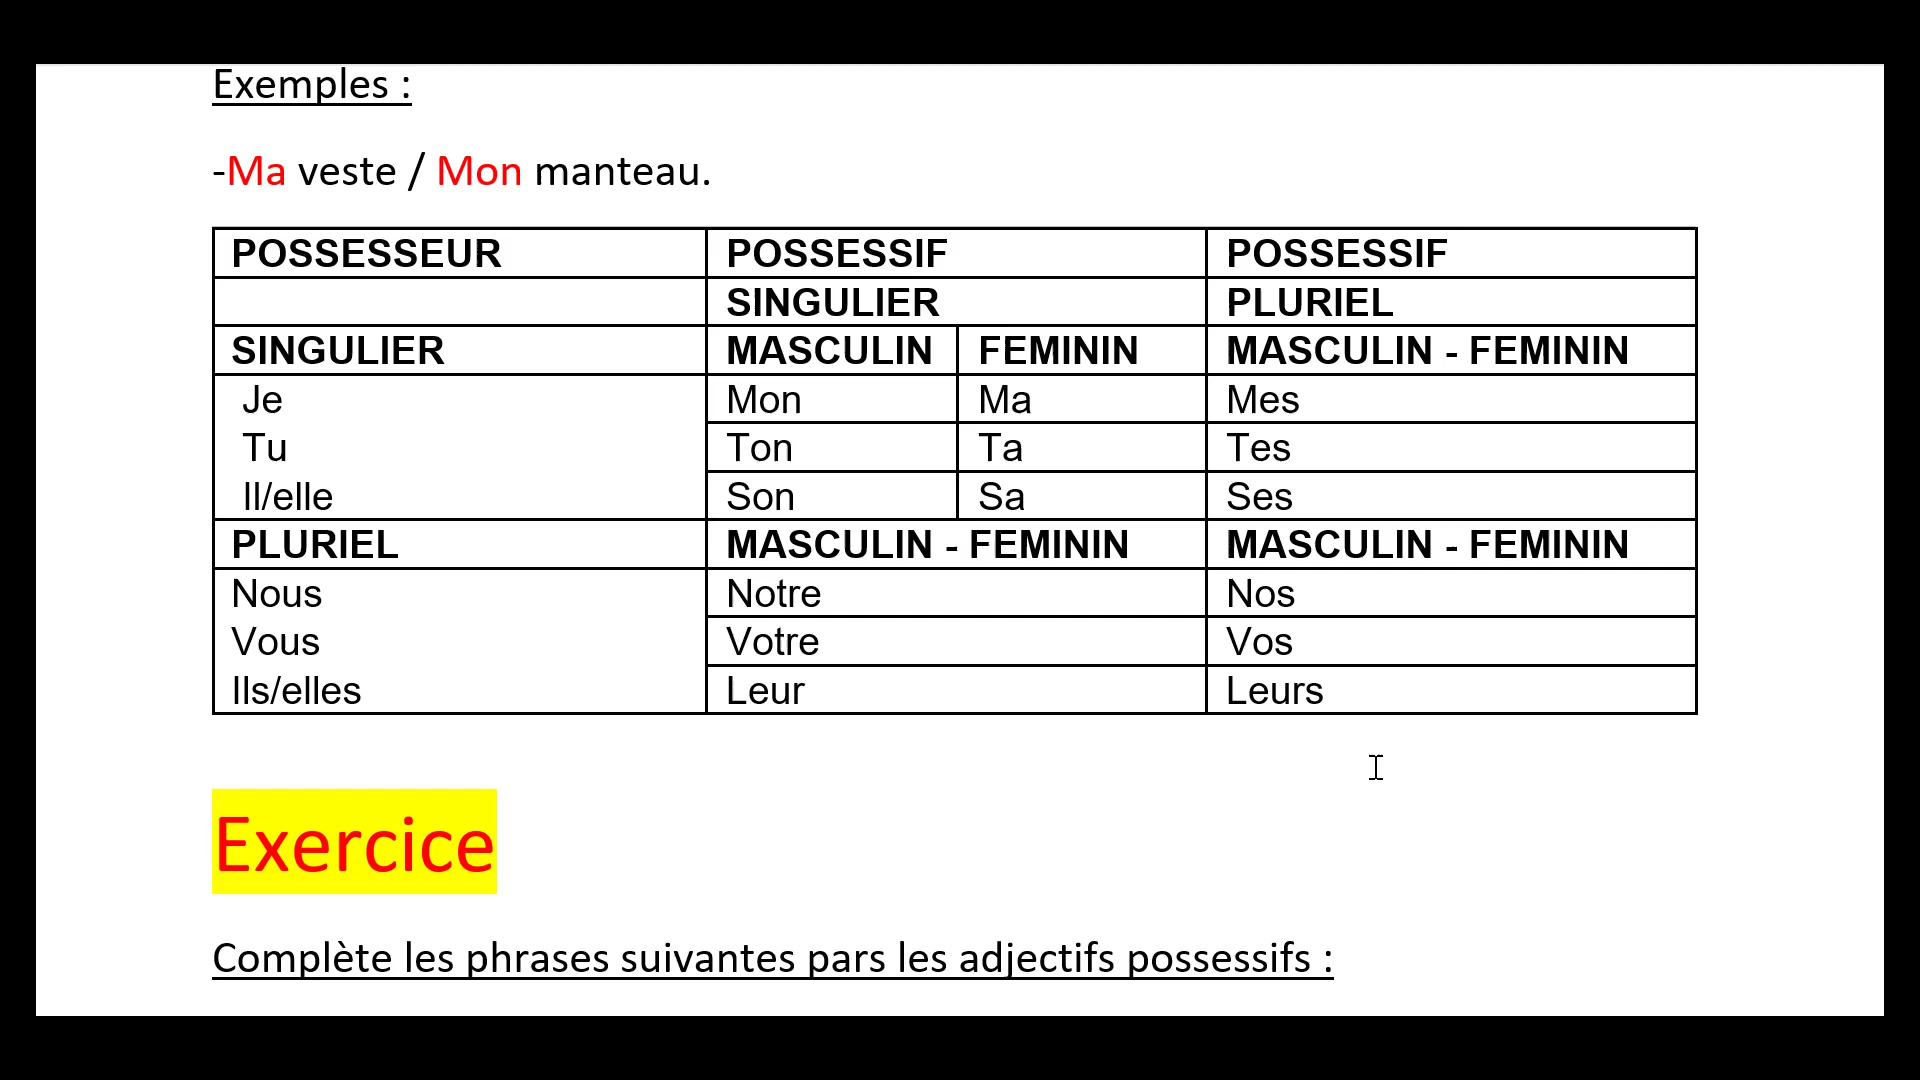 Exemples :
-Ma veste / Mon manteau.
POSSESSEUR POSSESSIF POSSESSIF
SINGULIER PLURIEL
SINGULIER MASCULIN FEMININ MASCULIN - FEMININ
Je Mon Ma Mes
Tu Ton Ta Tes
Il/elle Son Sa Ses
PLURIEL MASCULIN - FEMININ MASCULIN - FEMININ
Nous Notre Nos
Vous Votre Vos
Ils/elles Leur Leurs
Exercice
Complète les phrases suivantes pars les adjectifs possessifs :